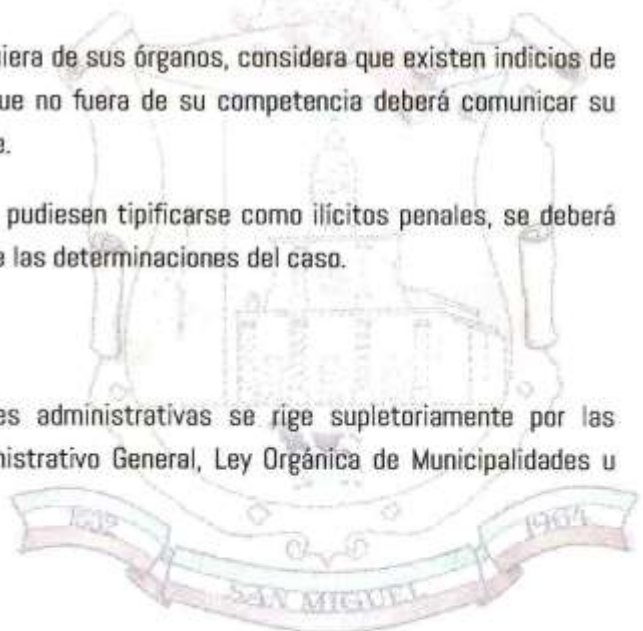 iera de sus órganos, considera que existen indicios de
ue no fuera de su competencia deberá comunicar su
e.
pudiesen tipificarse como ilícitos penales, se deberá
e las determinaciones del caso.
es administrativas se rige supletoriamente por las
nistrativo General, Ley Orgánica de Municipalidades u
1964
SAN MIGUEL